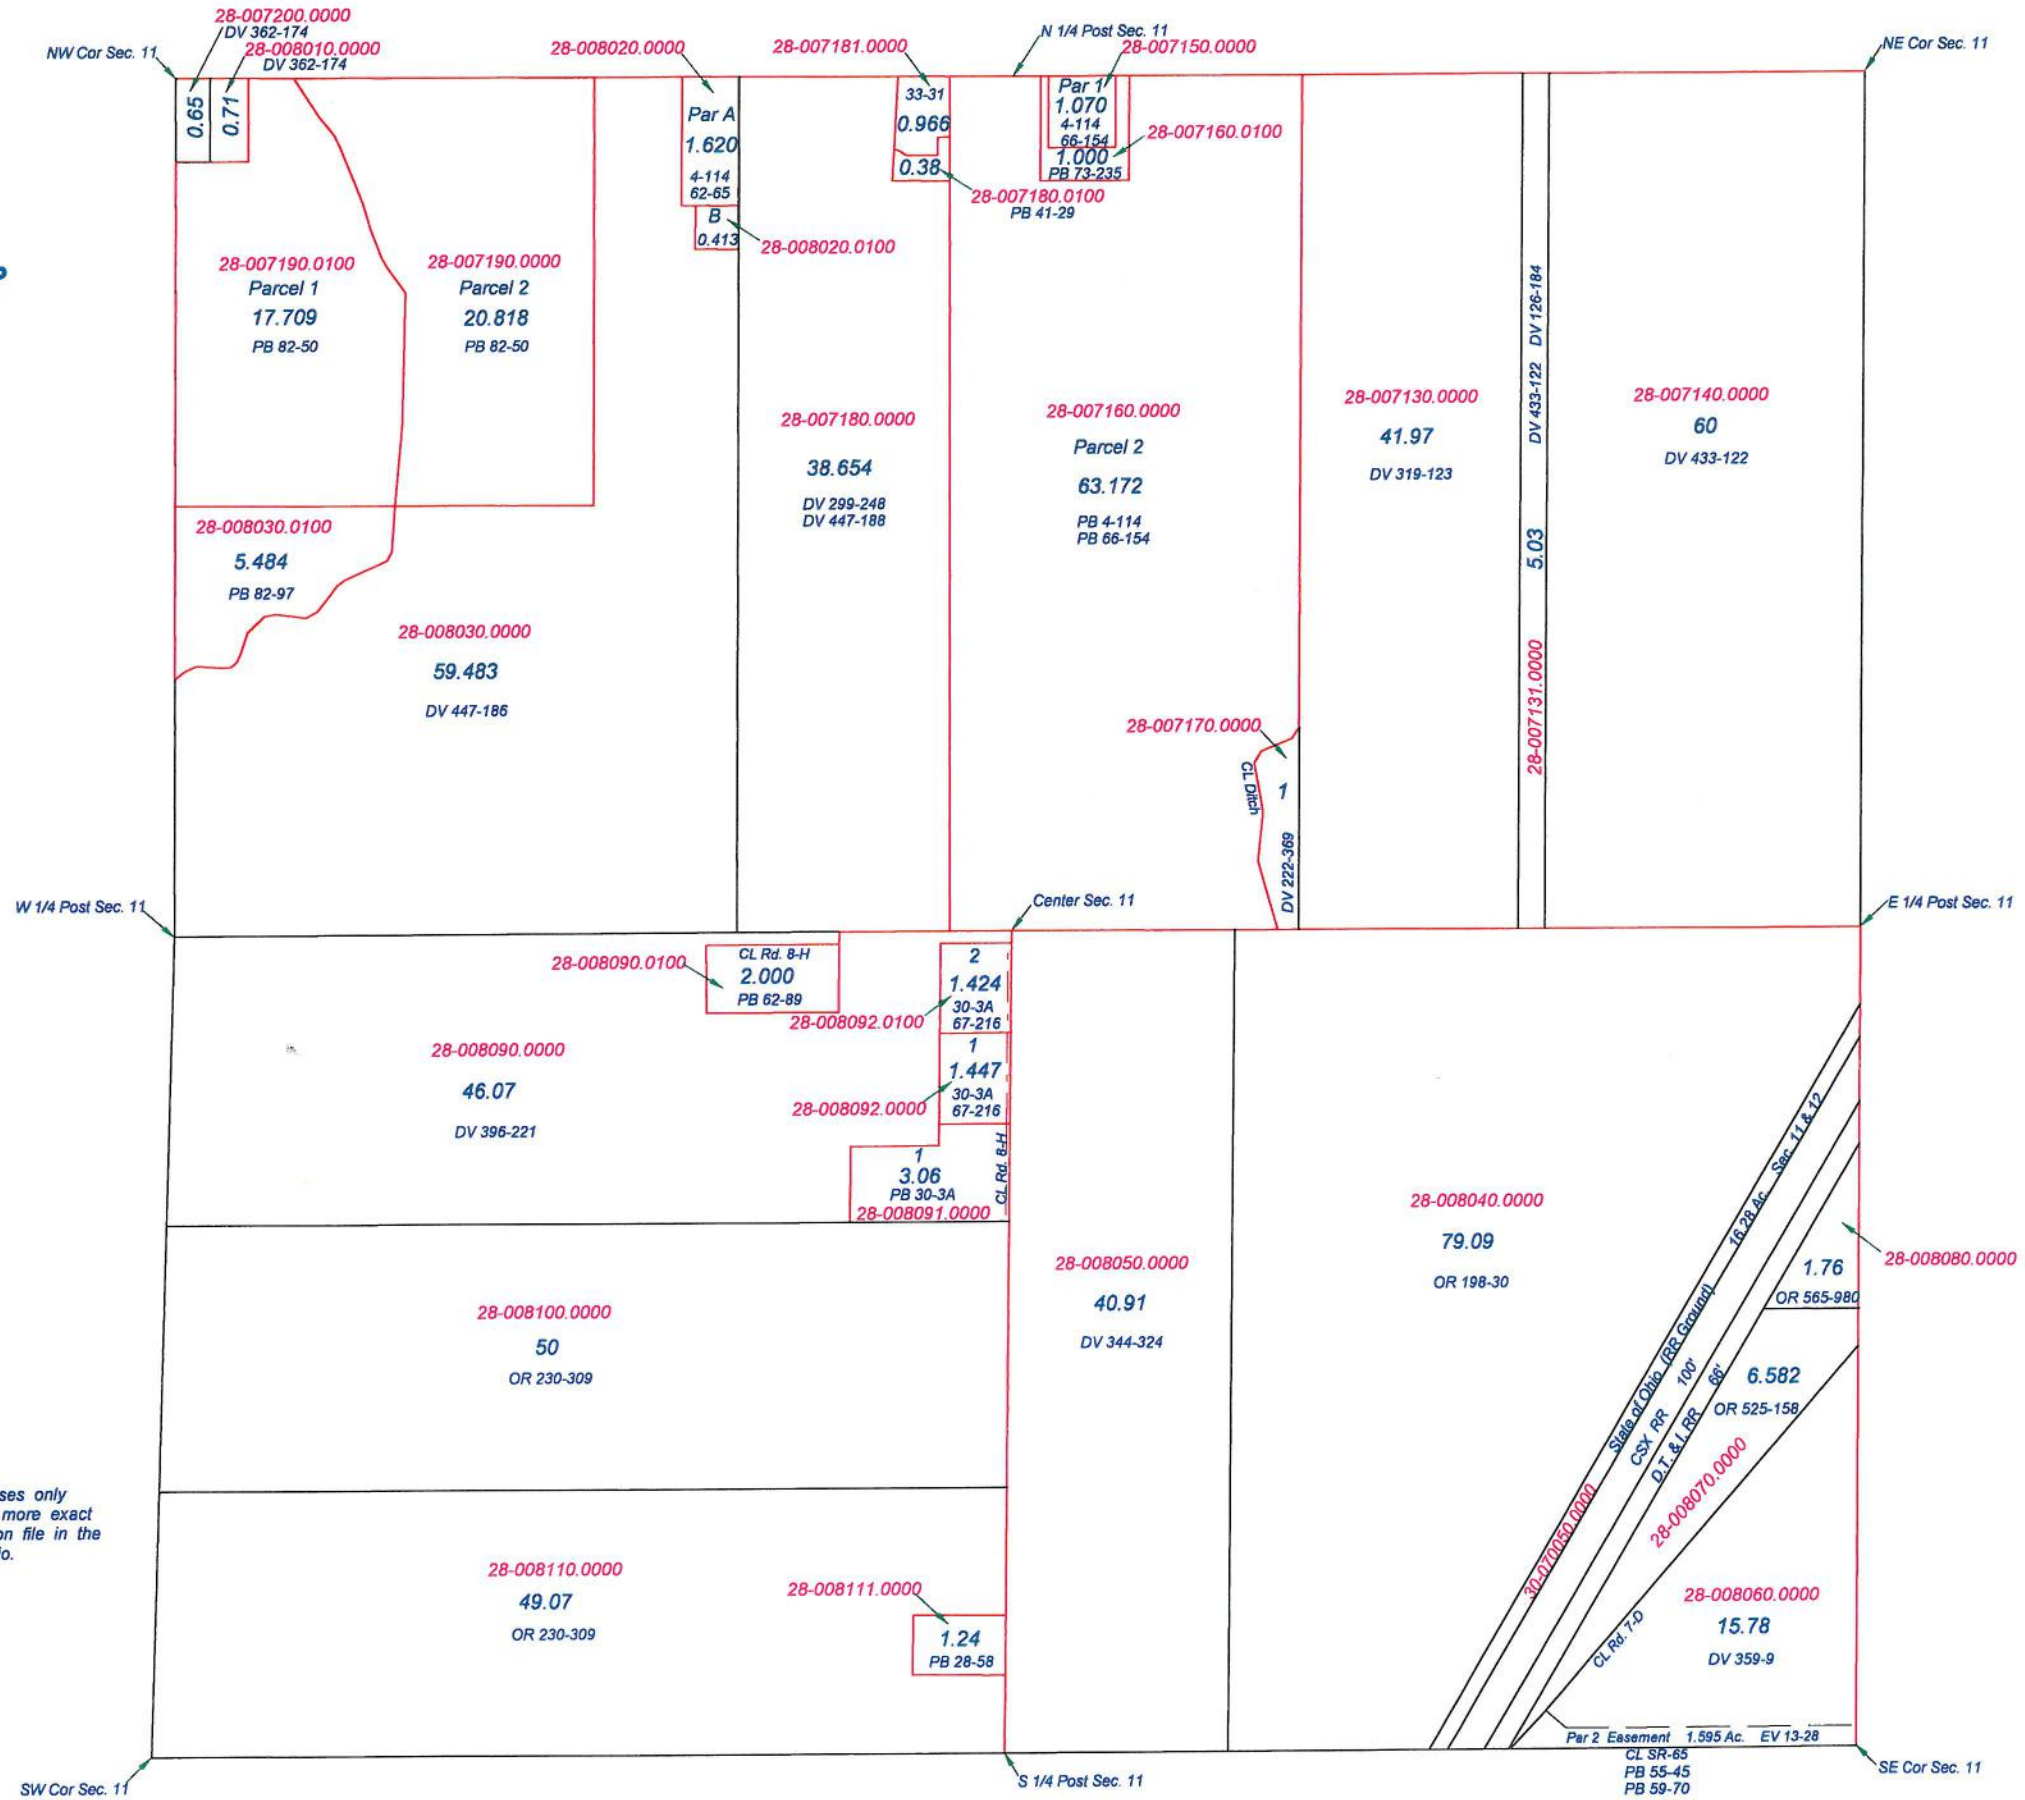 28-007200.0000
DV 362-174
28-008010.0000
DV 362-174
NW Cor Sec. 11
28-008020.0000
28-007181.0000
N 1/4 Post Sec. 11
28-007150.0000
NE Cor Sec. 11
0.65
0.71
Par A
1.620
4-114
62-65
B
0.413
28-008020.0100
33-31
0.966
0.38
28-007180.0100
PB 41-29
Par 1
1.070
4-114
66-154
1.000
PB 73-235
28-007160.0100
28-007190.0100
Parcel 1
17.709
PB 82-50
28-007190.0000
Parcel 2
20.818
PB 82-50
28-007180.0000
38.654
DV 299-248
DV 447-188
28-007160.0000
Parcel 2
63.172
PB 4-114
PB 66-154
28-007130.0000
41.97
DV 319-123
DV 433-122 DV 126-184
5.03
28-007131.0000
28-007140.0000
60
DV 433-122
28-008030.0100
5.484
PB 82-97
28-008030.0000
59.483
DV 447-186
28-007170.0000
CL Ditch
1
DV 222-369
W 1/4 Post Sec. 11
Center Sec. 11
E 1/4 Post Sec. 11
28-008090.0100
CL Rd. 8-H
2.000
PB 62-89
2
1.424
30-3A
67-216
28-008092.0100
1
1.447
30-3A
67-216
28-008092.0000
28-008090.0000
46.07
DV 396-221
1
3.06
PB 30-3A
28-008091.0000
CL Rd. 8-H
28-008050.0000
40.91
DV 344-324
28-008040.0000
79.09
OR 198-30
State of Ohio (RR Ground) 16.28 Ac. Sec. 11 & 12
30-070050.0000
CSX RR 100'
D.T. & I. RR 66'
28-008080.0000
1.76
OR 565-980
6.582
OR 525-158
28-008070.0000
28-008100.0000
50
OR 230-309
28-008110.0000
49.07
OR 230-309
28-008111.0000
1.24
PB 28-58
CL Rd. 7-D
28-008060.0000
15.78
DV 359-9
Par 2 Easement 1.595 Ac. EV 13-28
CL SR-65
PB 55-45
PB 59-70
SW Cor Sec. 11
S 1/4 Post Sec. 11
SE Cor Sec. 11
ses only
more exact
on file in the
io.